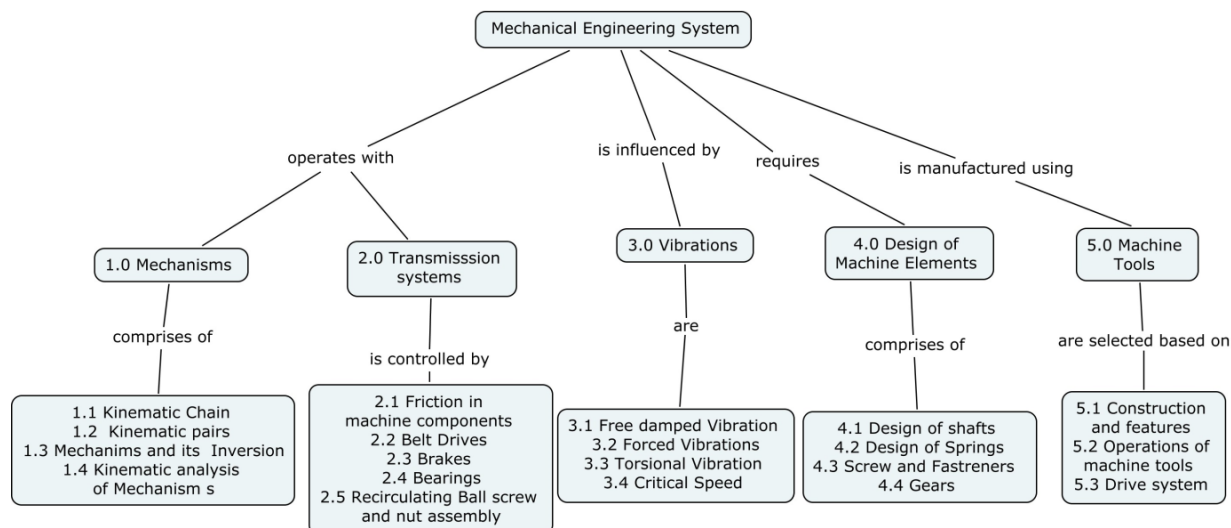 Mechanical Engineering System
operates with
is influenced by
requires
is manufactured using
1.0 Mechanisms
2.0 Transmisssion
systems
3.0 Vibrations
4.0 Design of
Machine Elements
5.0 Machine
Tools
comprises of
is controlled by
are
comprises of
are selected based on
1.1 Kinematic Chain
1.2  Kinematic pairs
1.3 Mechanims and its  Inversion
1.4 Kinematic analysis
of Mechanism s
2.1 Friction in
machine components
2.2 Belt Drives
2.3 Brakes
2.4 Bearings
2.5 Recirculating Ball screw
and nut assembly
3.1 Free damped Vibration
3.2 Forced Vibrations
3.3 Torsional Vibration
3.4 Critical Speed
4.1 Design of shafts
4.2 Design of Springs
4.3 Screw and Fastreners
4.4 Gears
5.1 Construction
and features
5.2 Operations of
machine tools
5.3 Drive system